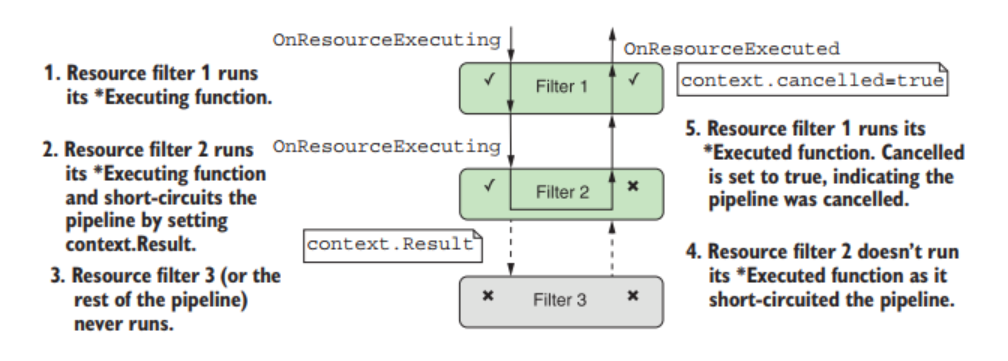 OnResourceExecuting
OnResourceExecuted
1. Resource filter 1 runs
its *Executing function.
✓ Filter 1 ✓
context.cancelled=true
2. Resource filter 2 runs
its *Executing function
and short-circuits the
pipeline by setting
context.Result.
OnResourceExecuting
✓ Filter 2 ✖
5. Resource filter 1 runs its
*Executed function. Cancelled
is set to true, indicating the
pipeline was cancelled.
context.Result
3. Resource filter 3 (or the
rest of the pipeline)
never runs.
✖ Filter 3 ✖
4. Resource filter 2 doesn't run
its *Executed function as it
short-circuited the pipeline.